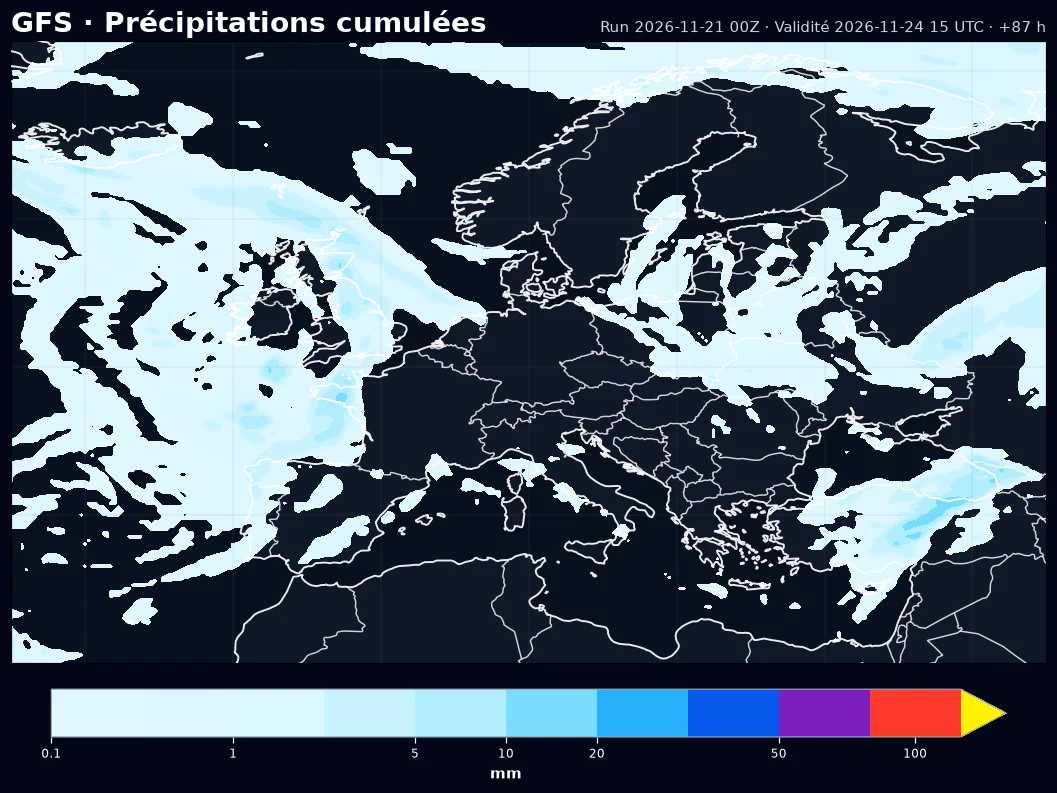 GFS · Précipitations cumulées
Run 2026-11-21 00Z · Validité 2026-11-24 15 UTC · +87 h
0.1 1 5 10 20 50 100
mm